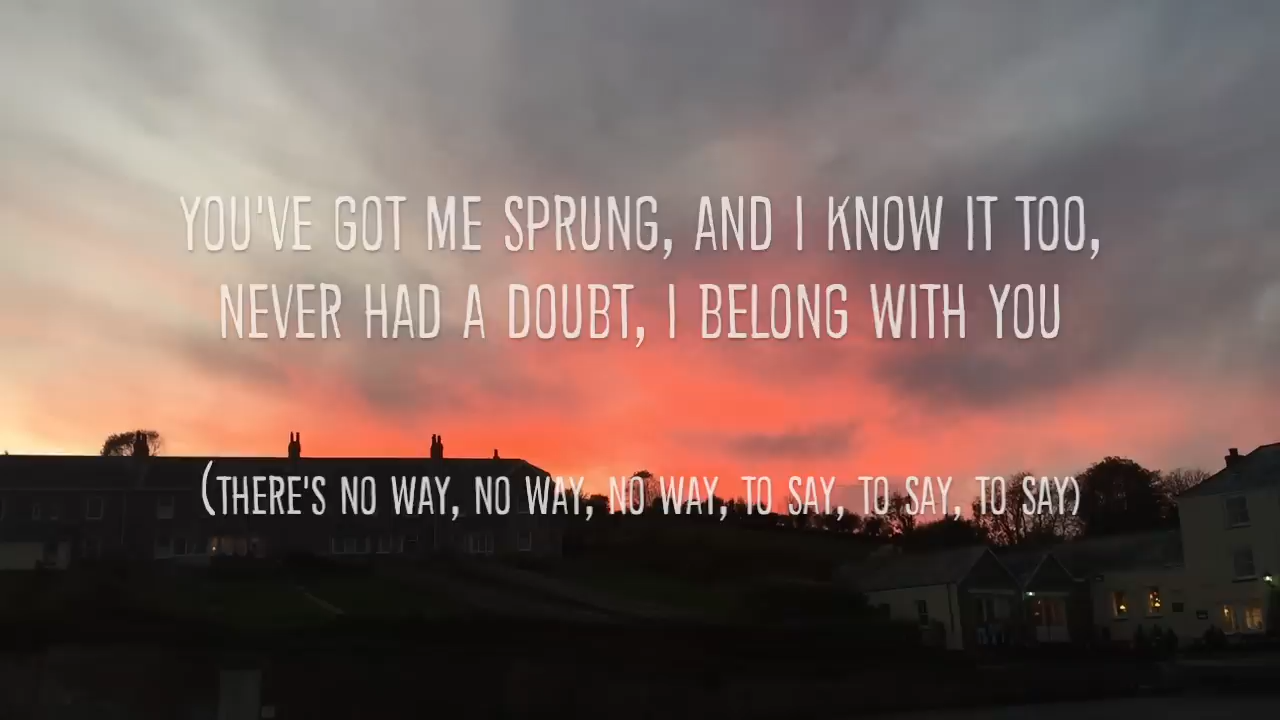 YOU'VE GOT ME SPRUNG, AND I KNOW IT TOO,
NEVER HAD A DOUBT, I BELONG WITH YOU
(THERE'S NO WAY, NO WAY, NO WAY, TO SAY, TO SAY, TO SAY)